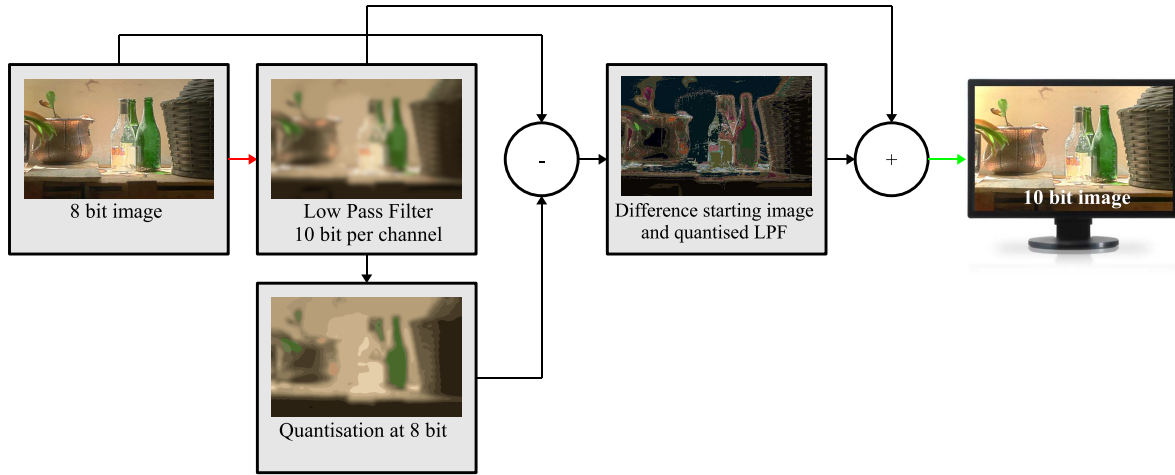 8 bit image
Low Pass Filter
10 bit per channel
-
Difference starting image
and quantised LPF
+
10 bit image
Quantisation at 8 bit